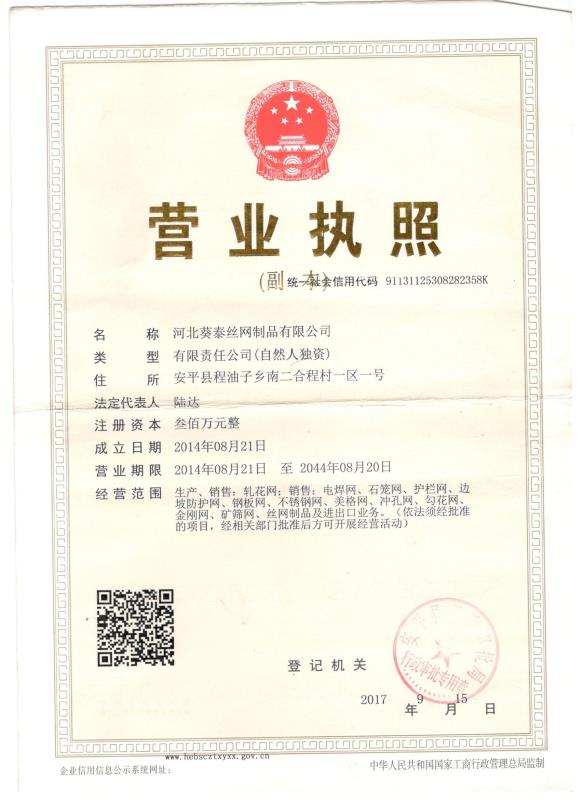 营业执照
(副 本)
统一社会信用代码 91131125308282358K
名 称 河北葵泰丝网制品有限公司
类 型 有限责任公司(自然人独资)
住 所 安平县程油子乡南二合程村一区一号
法定代表人 陆达
注册资本 叁佰万元整
成立日期 2014年08月21日
营业期限 2014年08月21日 至 2044年08月20日
经营范围 生产、销售：轧花网；销售：电焊网、石笼网、护栏网、边
坡防护网、钢板网、不锈钢网、美格网、冲孔网、勾花网、
金刚网、矿筛网、丝网制品及进出口业务。（依法须经批准
的项目，经相关部门批准后方可开展经营活动）
登记机关
行政审批专用章
2017 年 9 月 15 日
www.hebscztxyxx.gov.cn
企业信用信息公示系统网址：
中华人民共和国国家工商行政管理总局监制